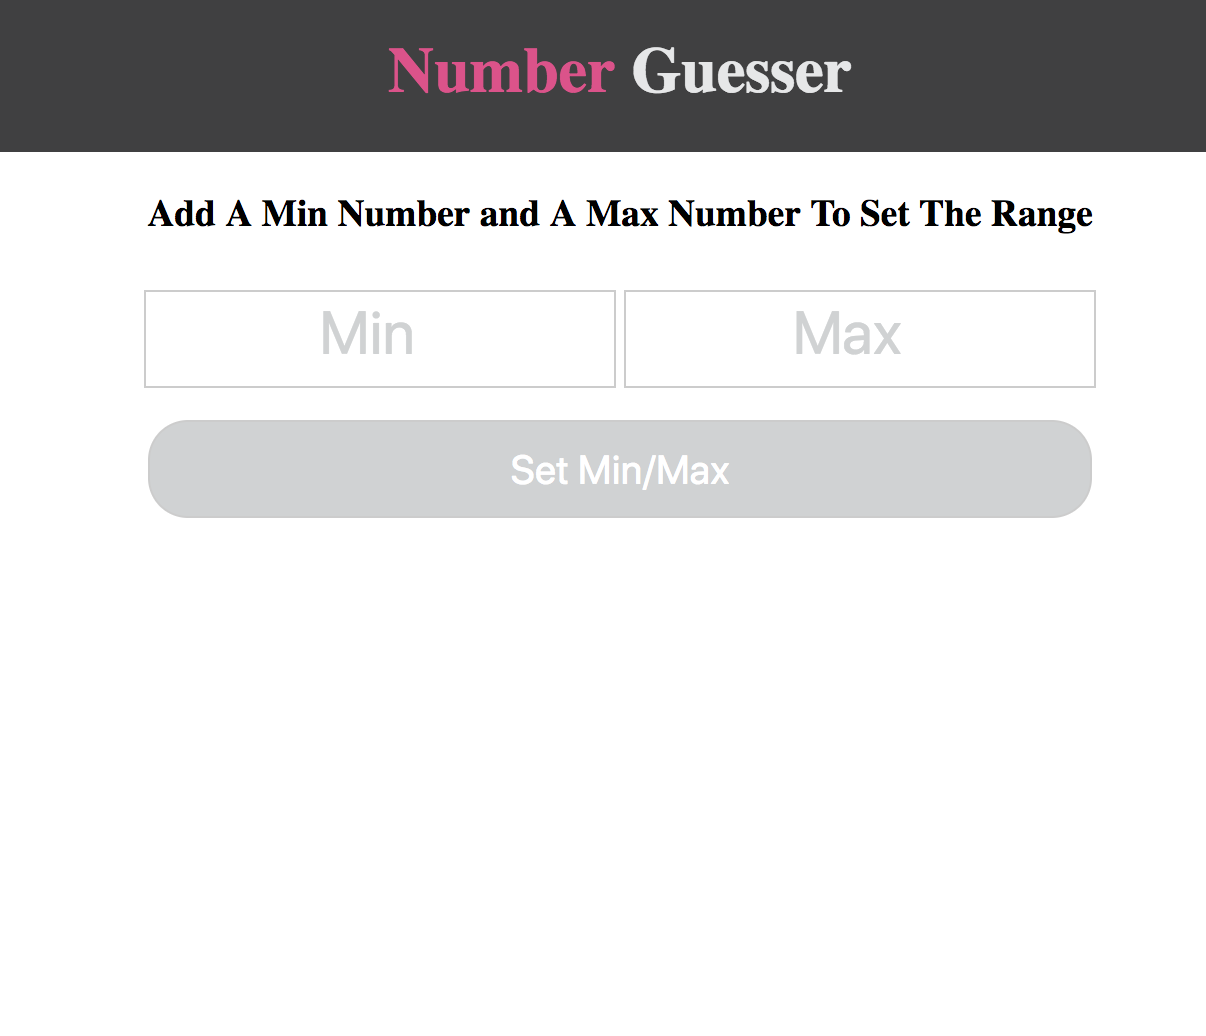 Number Guesser
Add A Min Number and A Max Number To Set The Range
Min Max
Set Min/Max